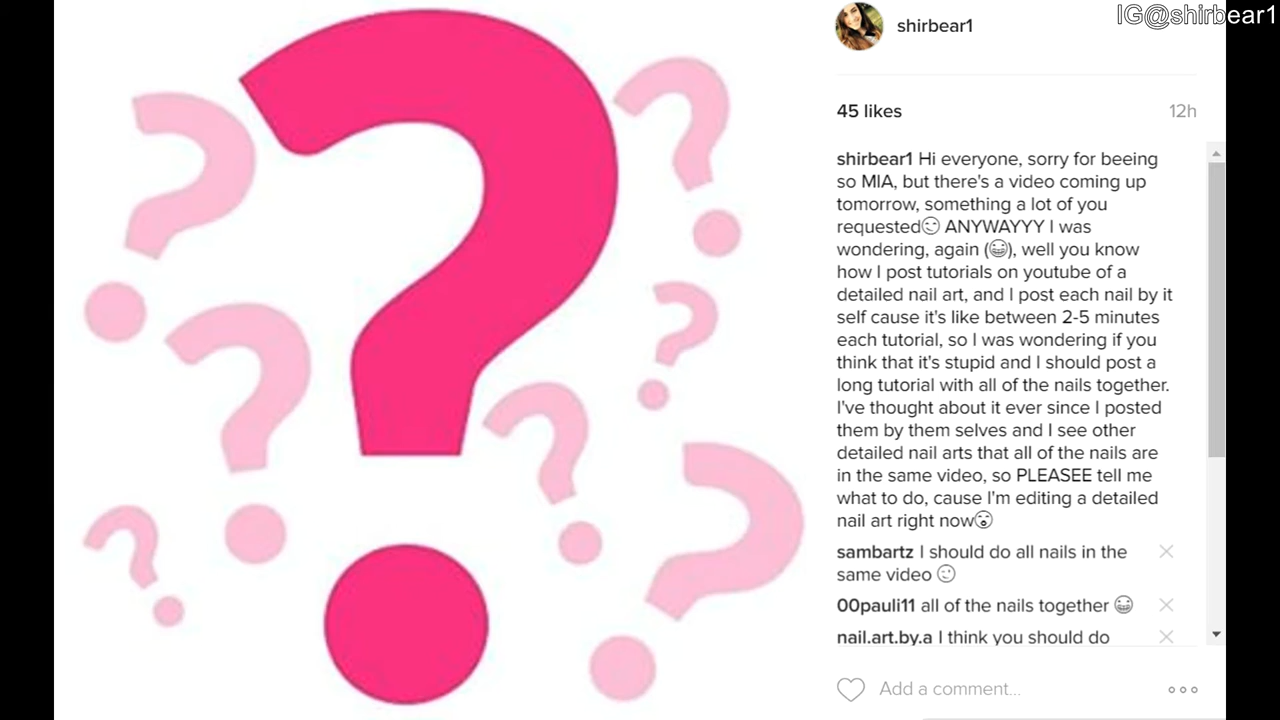 IG@shirbear1
shirbear1
45 likes 12h
shirbear1 Hi everyone, sorry for beeing
so MIA, but there's a video coming up
tomorrow, something a lot of you
requested😉 ANYWAYYY I was
wondering, again (😁), well you know
how I post tutorials on youtube of a
detailed nail art, and I post each nail by it
self cause it's like between 2-5 minutes
each tutorial, so I was wondering if you
think that it's stupid and I should post a
long tutorial with all of the nails together.
I've thought about it ever since I posted
them by them selves and I see other
detailed nail arts that all of the nails are
in the same video, so PLEASEE tell me
what to do, cause I'm editing a detailed
nail art right now😮
sambartz I should do all nails in the
same video 😉
00pauli11 all of the nails together 😁
nail.art.by.a I think you should do
Add a comment...